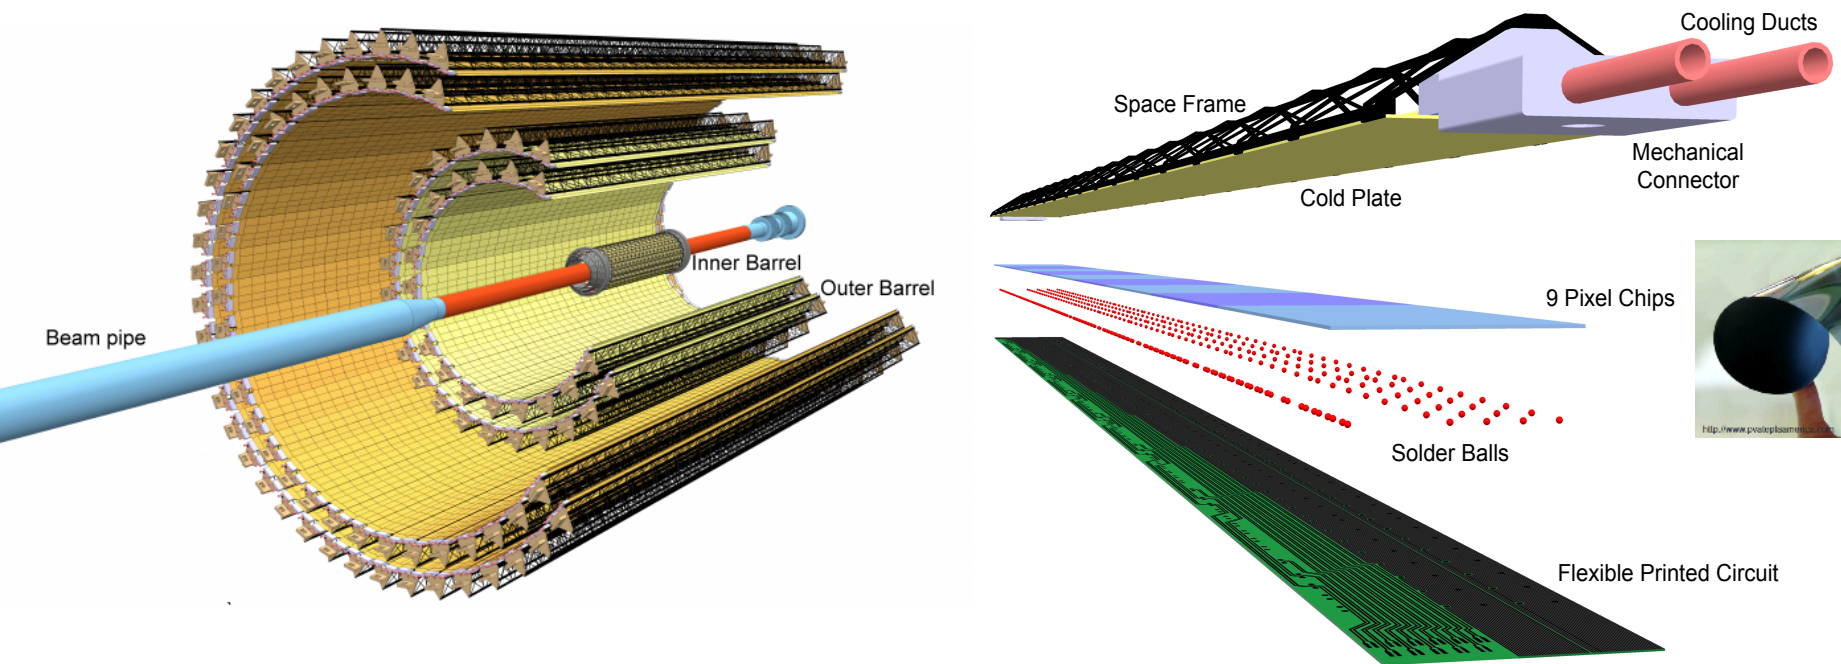 Beam pipe
Inner Barrel
Outer Barrel
Cooling Ducts
Space Frame
Mechanical
Connector
Cold Plate
9 Pixel Chips
Solder Balls
Flexible Printed Circuit